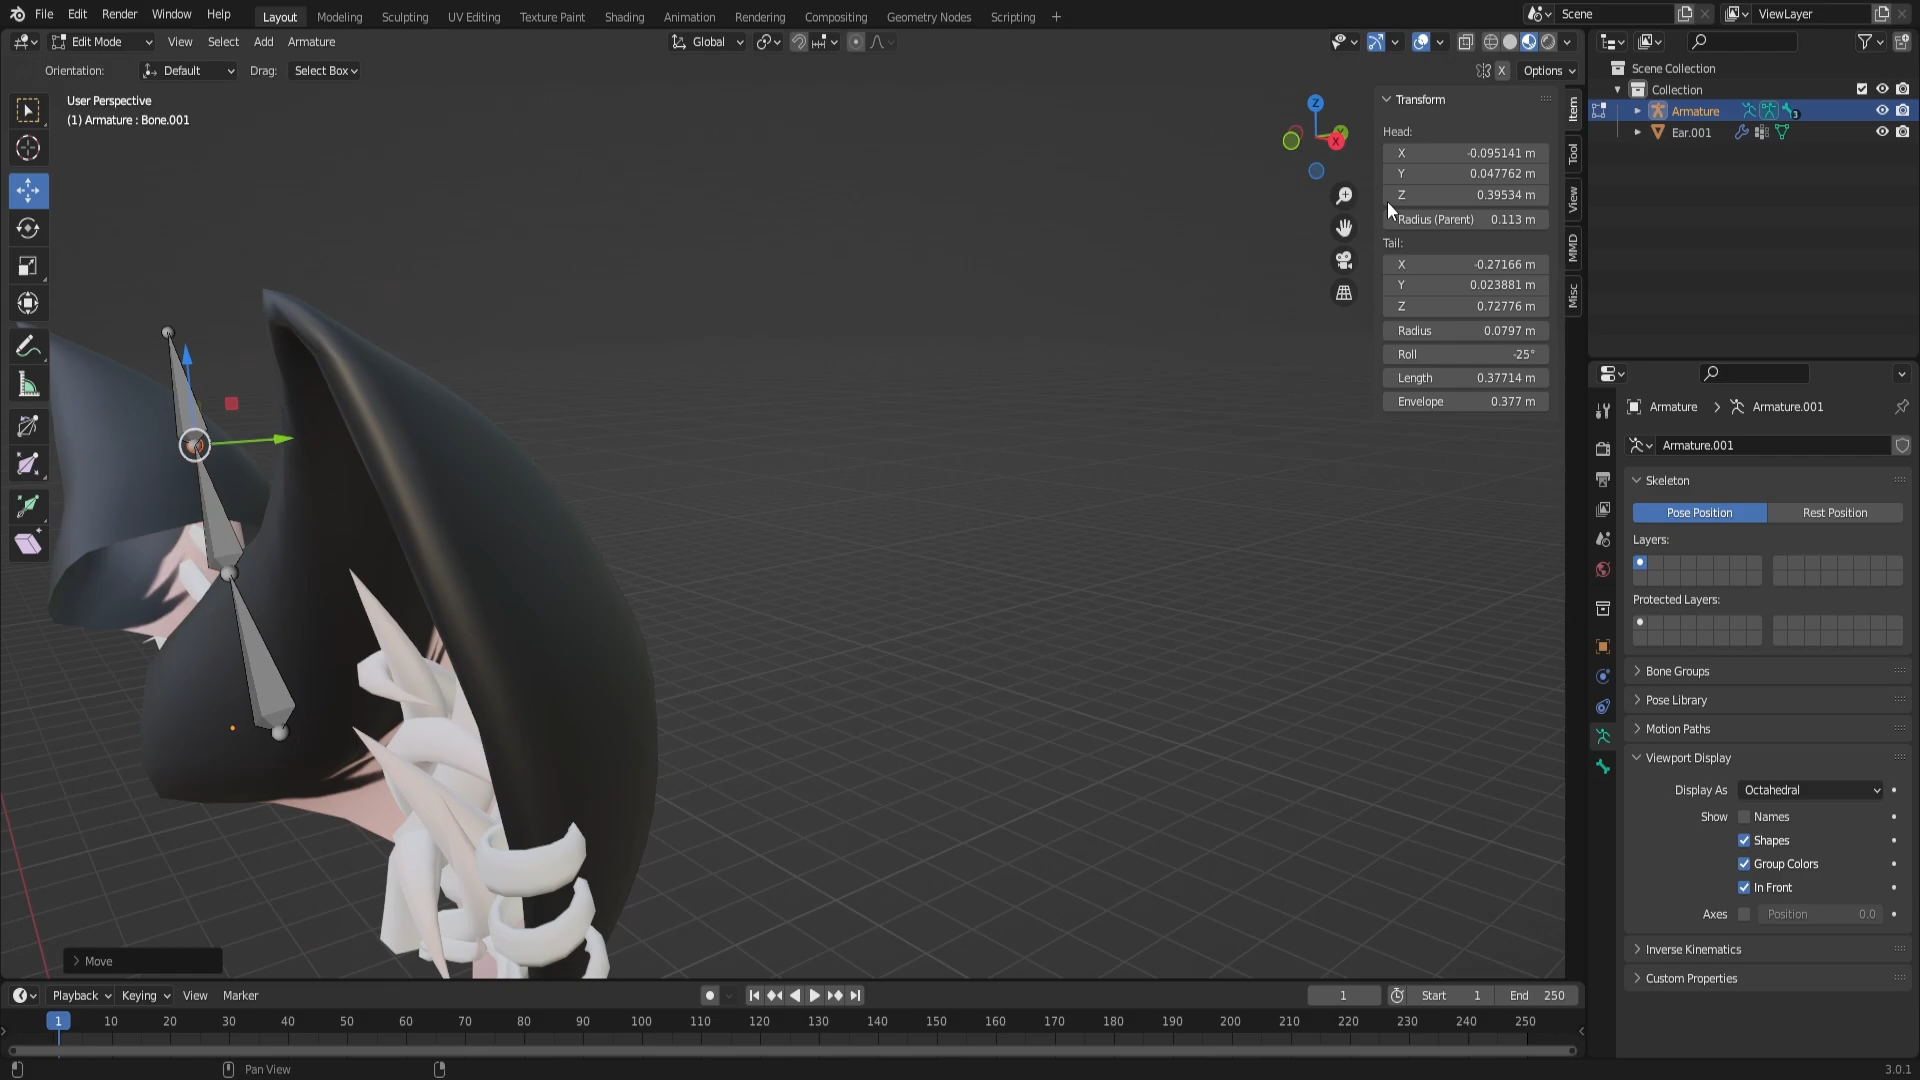 File Edit Render Window Help Layout Modeling Sculpting UV Editing Texture Paint Shading Animation Rendering Compositing Geometry Nodes Scripting + Scene ViewLayer
Edit Mode View Select Add Armature Global
Orientation: Default Drag: Select Box X Options
User Perspective
(1) Armature : Bone.001
Z
X
Transform
Head:
X -0.095141 m
Y 0.047762 m
Z 0.39534 m
Radius (Parent) 0.113 m
Tail:
X -0.27166 m
Y 0.023881 m
Z 0.72776 m
Radius 0.0797 m
Roll -25°
Length 0.37714 m
Envelope 0.377 m
Item
Tool
View
MMD
Misc
Scene Collection
Collection
Armature 3
Ear.001
Armature > Armature.001
Armature.001
Skeleton
Pose Position Rest Position
Layers:
Protected Layers:
Bone Groups
Pose Library
Motion Paths
Viewport Display
Display As Octahedral
Show Names
Shapes
Group Colors
In Front
Axes Position 0.0
Inverse Kinematics
Custom Properties
Move
Playback Keying View Marker 1 Start 1 End 250
1 10 20 30 40 50 60 70 80 90 100 110 120 130 140 150 160 170 180 190 200 210 220 230 240 250
Pan View 3.0.1